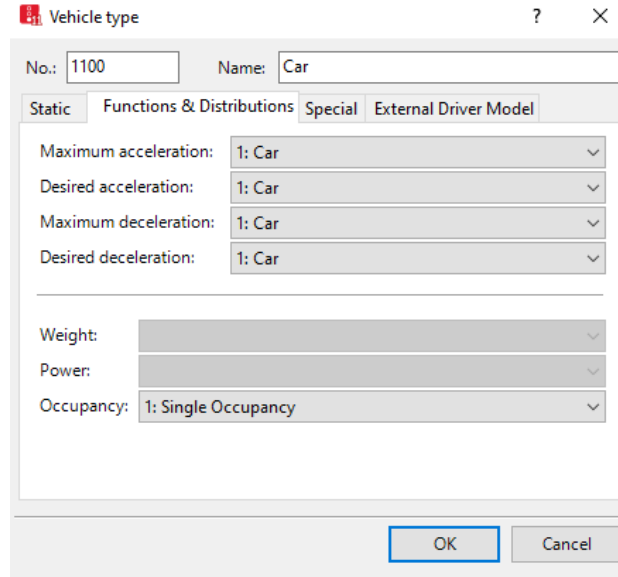 Vehicle type ? ×
No.: 1100 Name: Car
Static Functions & Distributions Special External Driver Model
Maximum acceleration: 1: Car
Desired acceleration: 1: Car
Maximum deceleration: 1: Car
Desired deceleration: 1: Car
Weight:
Power:
Occupancy: 1: Single Occupancy
OK Cancel